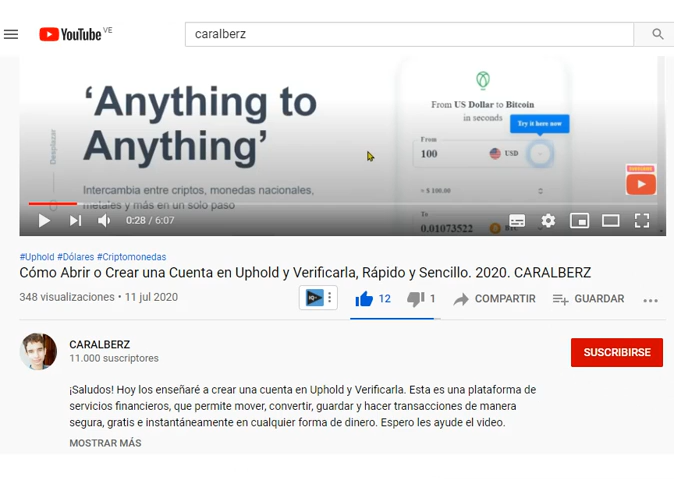 YouTube VE
caralberz
'Anything to
Anything'
Desplazar
Intercambia entre criptos, monedas nacionales,
metales y más en un solo paso
From US Dollar to Bitcoin
in seconds
Try it here now
From
100 USD
= $ 100.00
To
0.01073522 BTC
0:28 / 6:07
#Uphold #Dólares #Criptomonedas
Cómo Abrir o Crear una Cuenta en Uphold y Verificarla, Rápido y Sencillo. 2020. CARALBERZ
348 visualizaciones • 11 jul 2020
12
1
COMPARTIR
GUARDAR
CARALBERZ
11.000 suscriptores
SUSCRIBIRSE
¡Saludos! Hoy los enseñaré a crear una cuenta en Uphold y Verificarla. Esta es una plataforma de
servicios financieros, que permite mover, convertir, guardar y hacer transacciones de manera
segura, gratis e instantáneamente en cualquier forma de dinero. Espero les ayude el video.
MOSTRAR MÁS